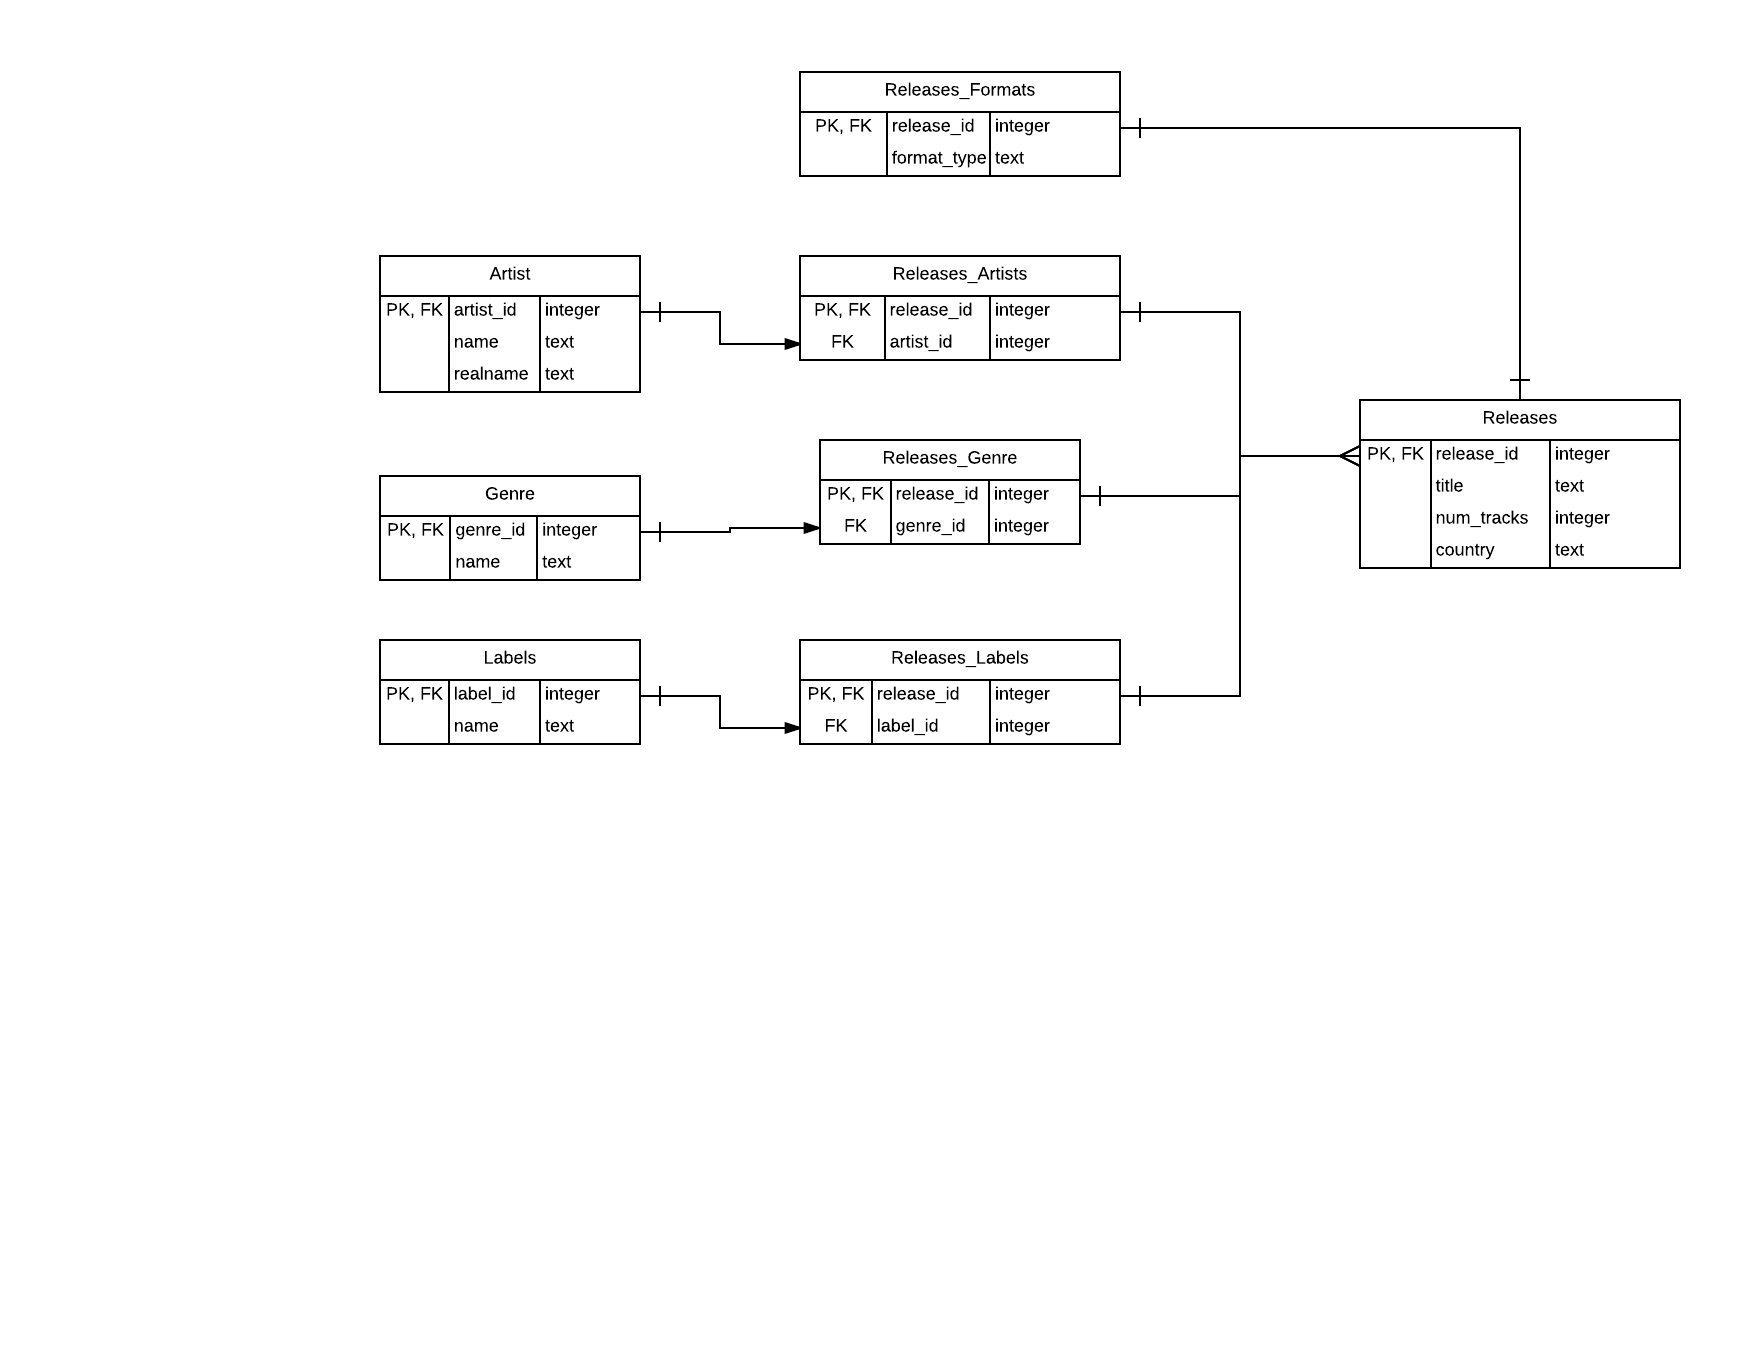 Releases_Formats
PK, FK release_id integer
format_type text
Artist
PK, FK artist_id integer
name text
realname text
Releases_Artists
PK, FK release_id integer
FK artist_id integer
Genre
PK, FK genre_id integer
name text
Releases_Genre
PK, FK release_id integer
FK genre_id integer
Releases
PK, FK release_id integer
title text
num_tracks integer
country text
Labels
PK, FK label_id integer
name text
Releases_Labels
PK, FK release_id integer
FK label_id integer